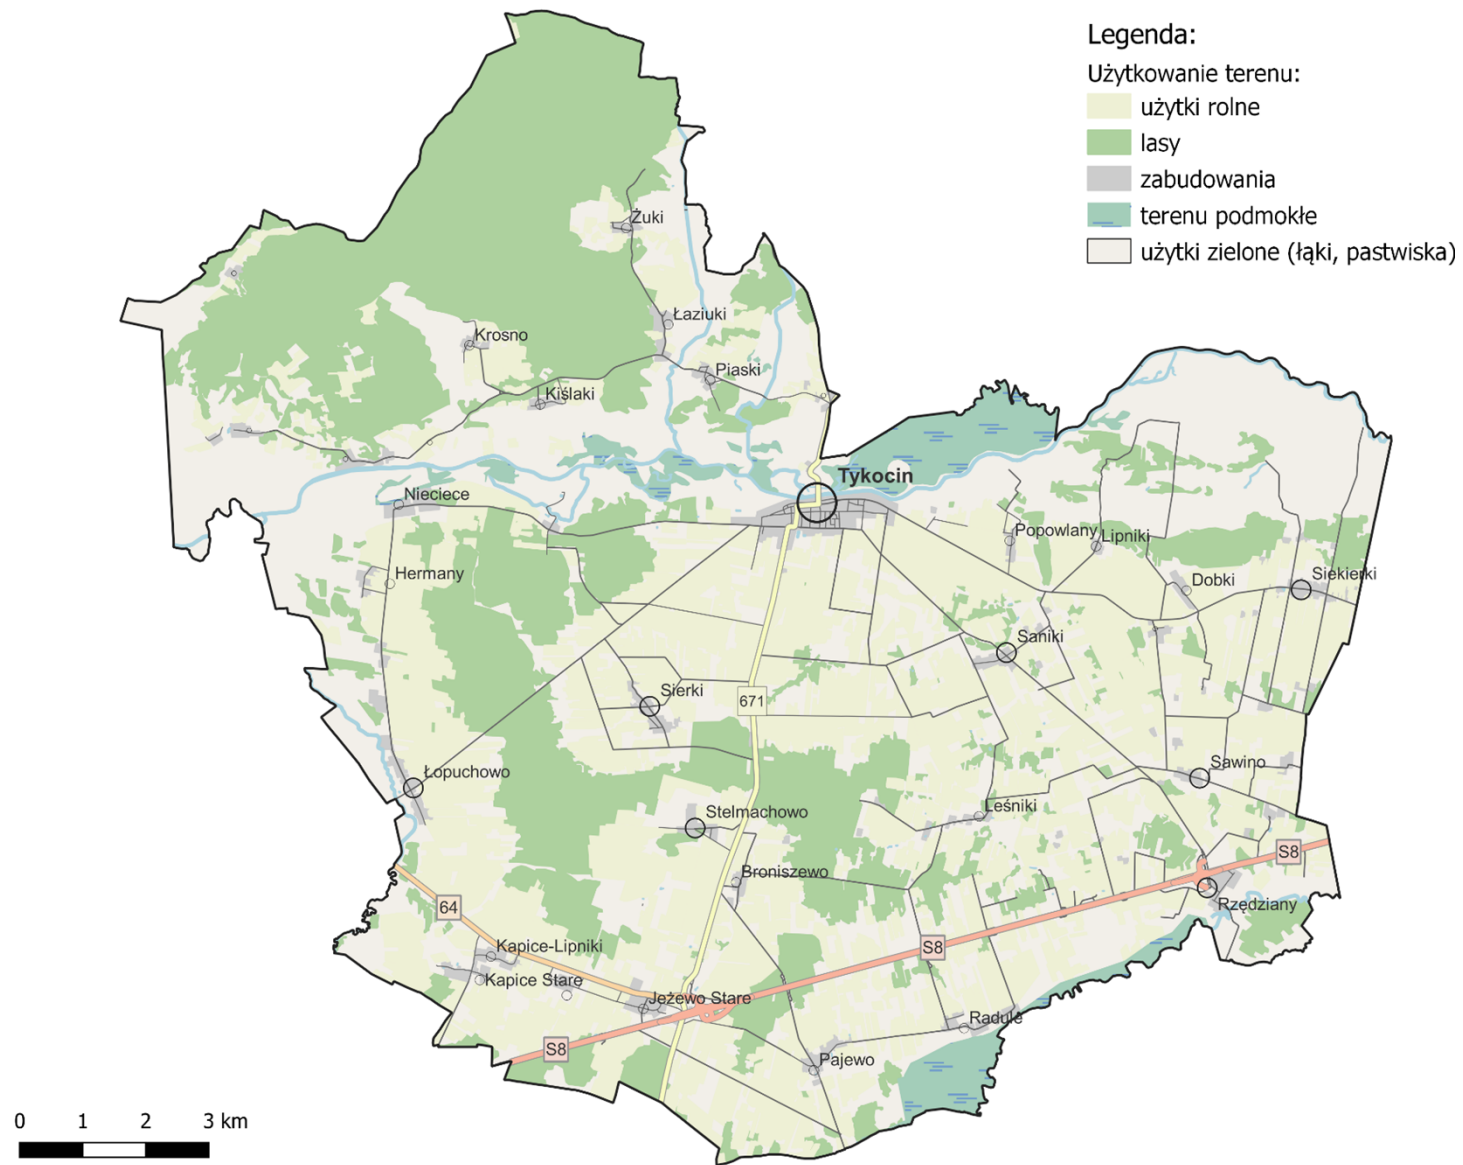 Legenda:
Użytkowanie terenu:
użytki rolne
lasy
zabudowania
terenu podmokłe
użytki zielone (łąki, pastwiska)
Żuki
Łaziuki
Krosno
Piaski
Kiślaki
Tykocin
Nieciece
Popowlany
Lipniki
Hermany
Dobki
Siekierki
Saniki
Sierki
671
Łopuchowo
Sawino
Stelmachowo
Leśniki
S8
Broniszewo
64
Rzędziany
Kapice-Lipniki
S8
Kapice Stare
Jeżewo Stare
Radule
S8
Pajewo
0 1 2 3 km